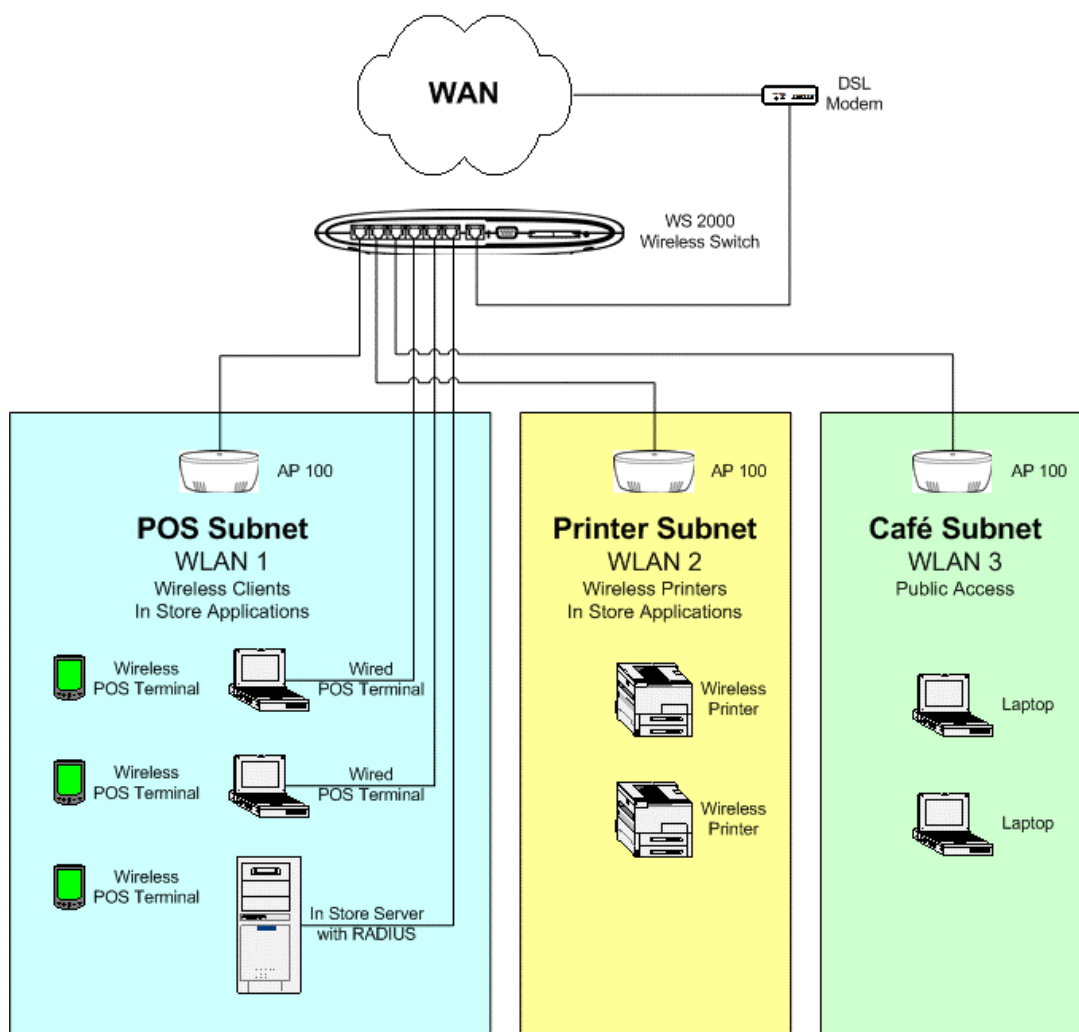 WAN
DSL
Modem
WS 2000
Wireless Switch
AP 100
POS Subnet
WLAN 1
Wireless Clients
In Store Applications
Wireless
POS Terminal
Wired
POS Terminal
Wireless
POS Terminal
Wired
POS Terminal
Wireless
POS Terminal
In Store Server
with RADIUS
AP 100
Printer Subnet
WLAN 2
Wireless Printers
In Store Applications
Wireless
Printer
Wireless
Printer
AP 100
Café Subnet
WLAN 3
Public Access
Laptop
Laptop